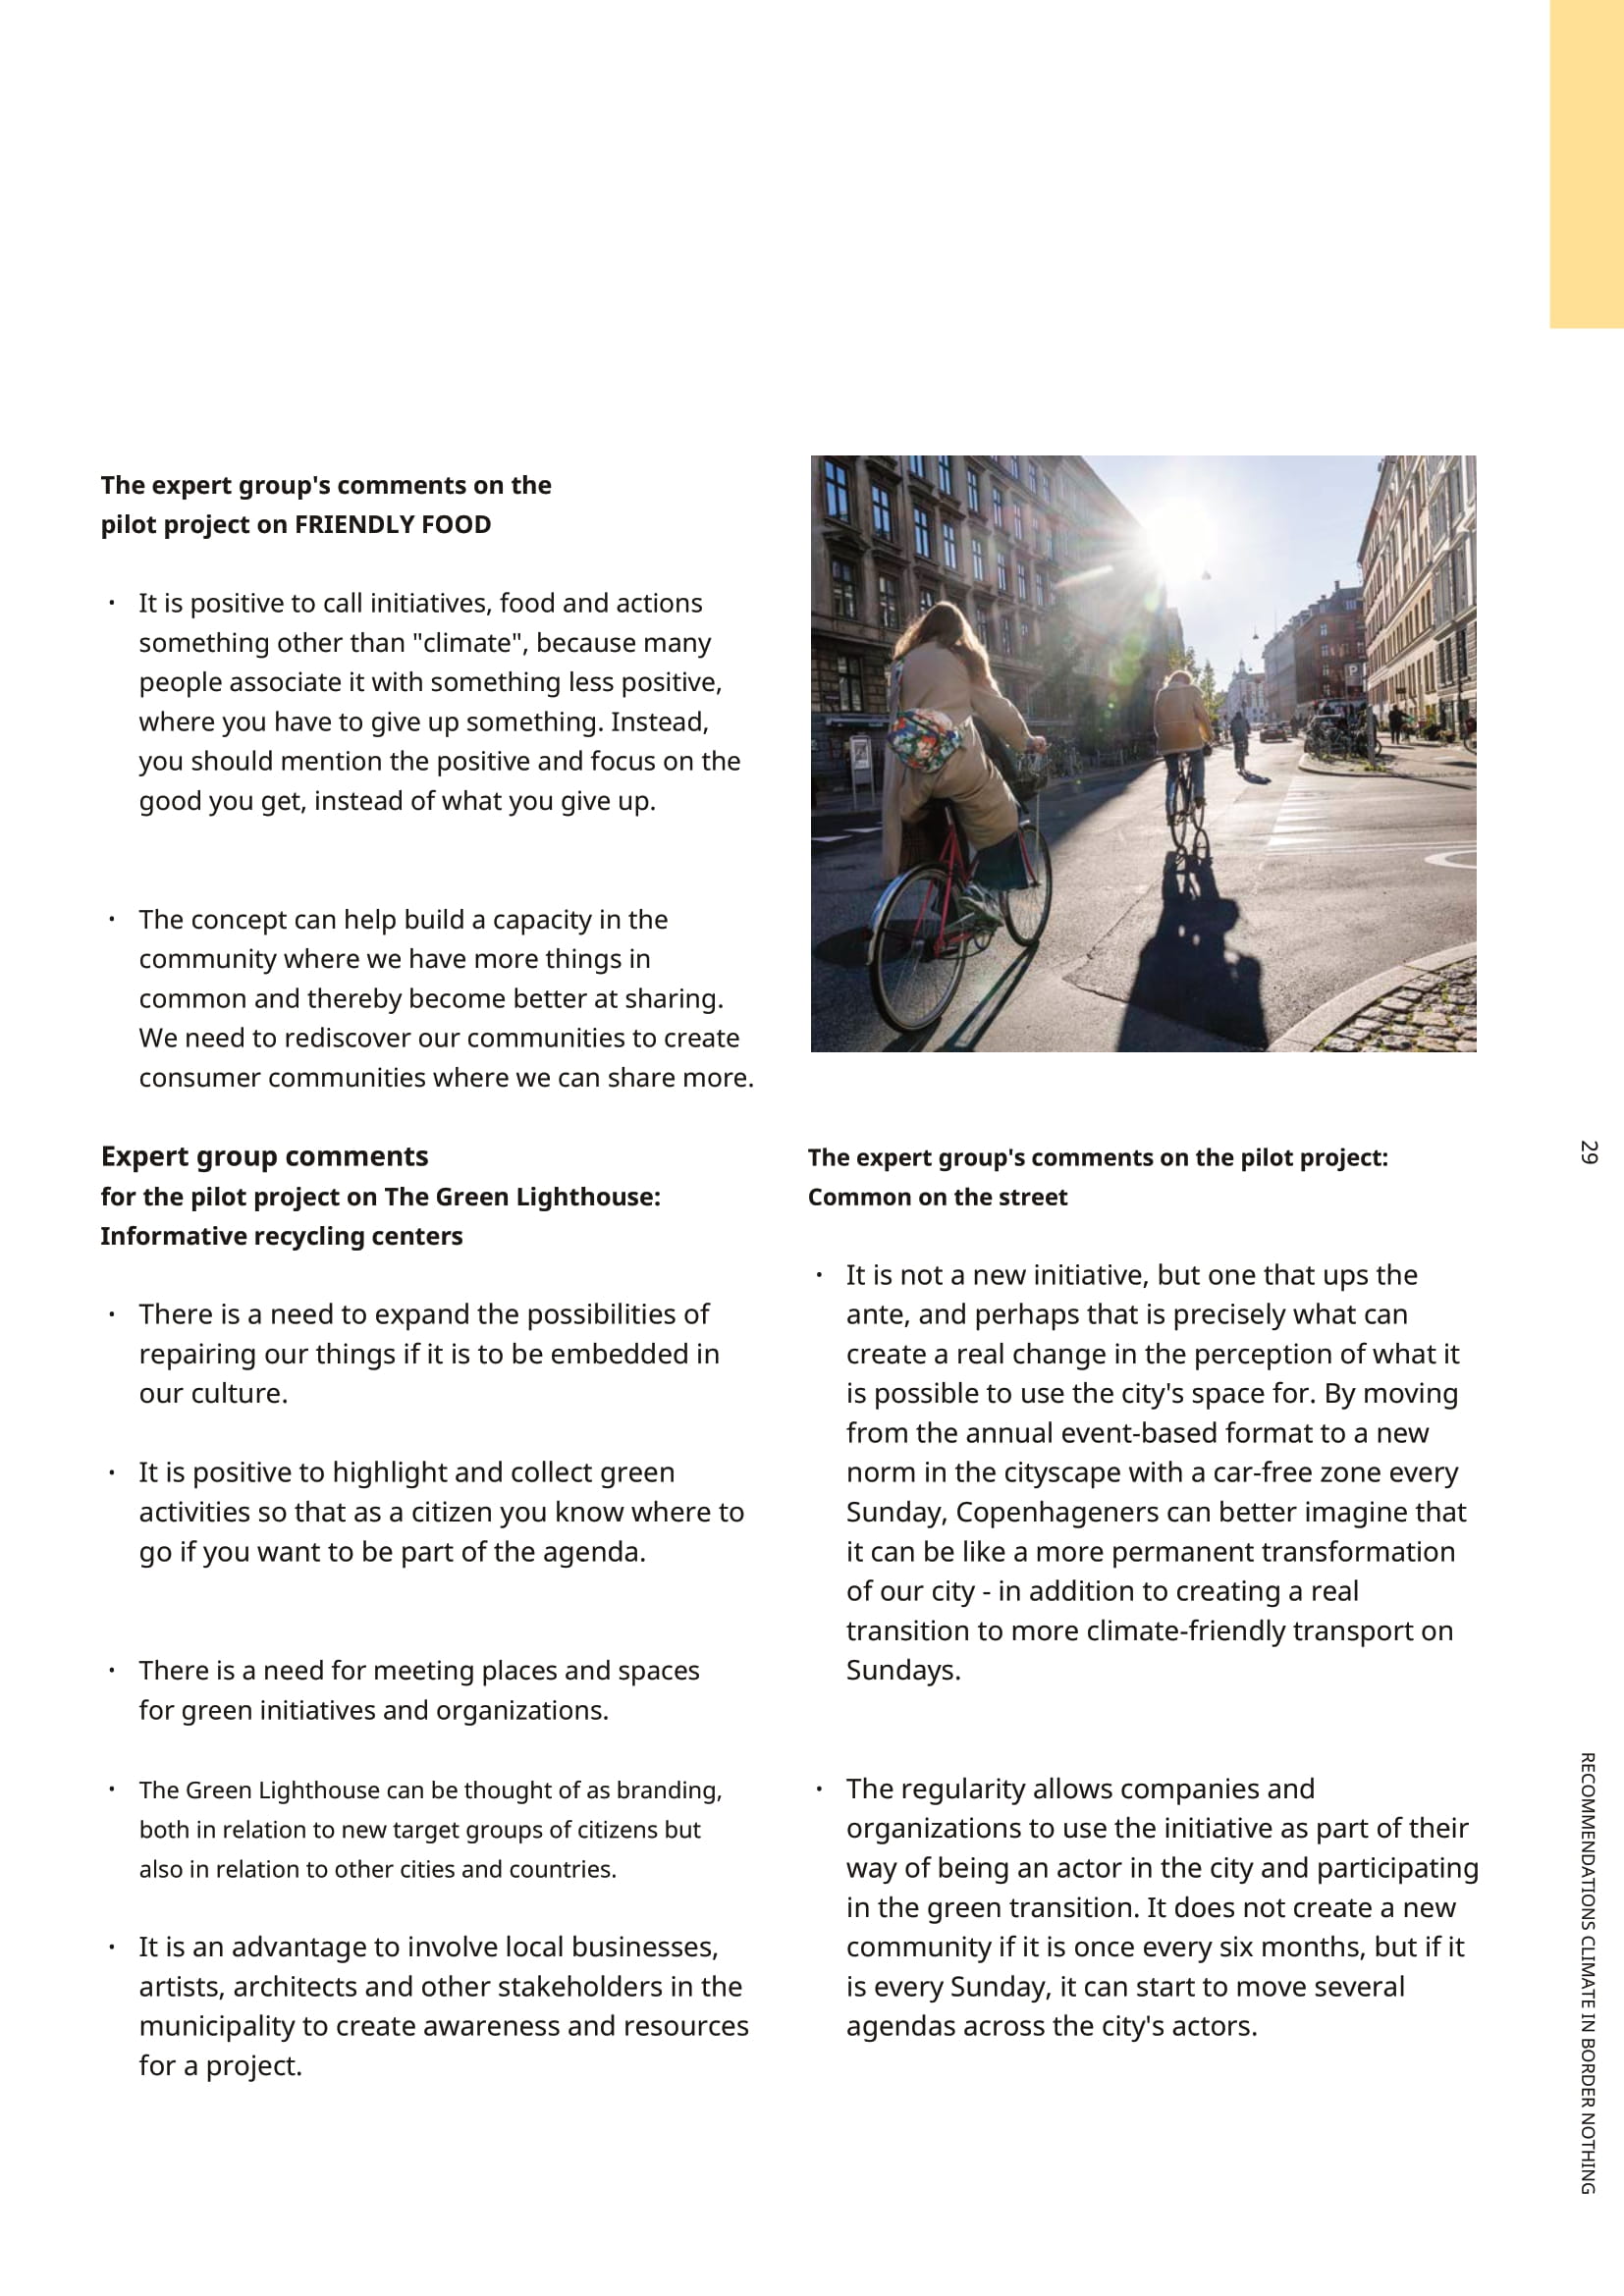 The expert group's comments on the
pilot project on FRIENDLY FOOD
· It is positive to call initiatives, food and actions
something other than "climate", because many
people associate it with something less positive,
where you have to give up something. Instead,
you should mention the positive and focus on the
good you get, instead of what you give up.
· The concept can help build a capacity in the
community where we have more things in
common and thereby become better at sharing.
We need to rediscover our communities to create
consumer communities where we can share more.
Expert group comments
for the pilot project on The Green Lighthouse:
Informative recycling centers
· There is a need to expand the possibilities of
repairing our things if it is to be embedded in
our culture.
· It is positive to highlight and collect green
activities so that as a citizen you know where to
go if you want to be part of the agenda.
· There is a need for meeting places and spaces
for green initiatives and organizations.
· The Green Lighthouse can be thought of as branding,
both in relation to new target groups of citizens but
also in relation to other cities and countries.
· It is an advantage to involve local businesses,
artists, architects and other stakeholders in the
municipality to create awareness and resources
for a project.
P
The expert group's comments on the pilot project:
Common on the street
· It is not a new initiative, but one that ups the
ante, and perhaps that is precisely what can
create a real change in the perception of what it
is possible to use the city's space for. By moving
from the annual event-based format to a new
norm in the cityscape with a car-free zone every
Sunday, Copenhageners can better imagine that
it can be like a more permanent transformation
of our city - in addition to creating a real
transition to more climate-friendly transport on
Sundays.
· The regularity allows companies and
organizations to use the initiative as part of their
way of being an actor in the city and participating
in the green transition. It does not create a new
community if it is once every six months, but if it
is every Sunday, it can start to move several
agendas across the city's actors.
29
RECOMMENDATIONS CLIMATE IN BORDER NOTHING